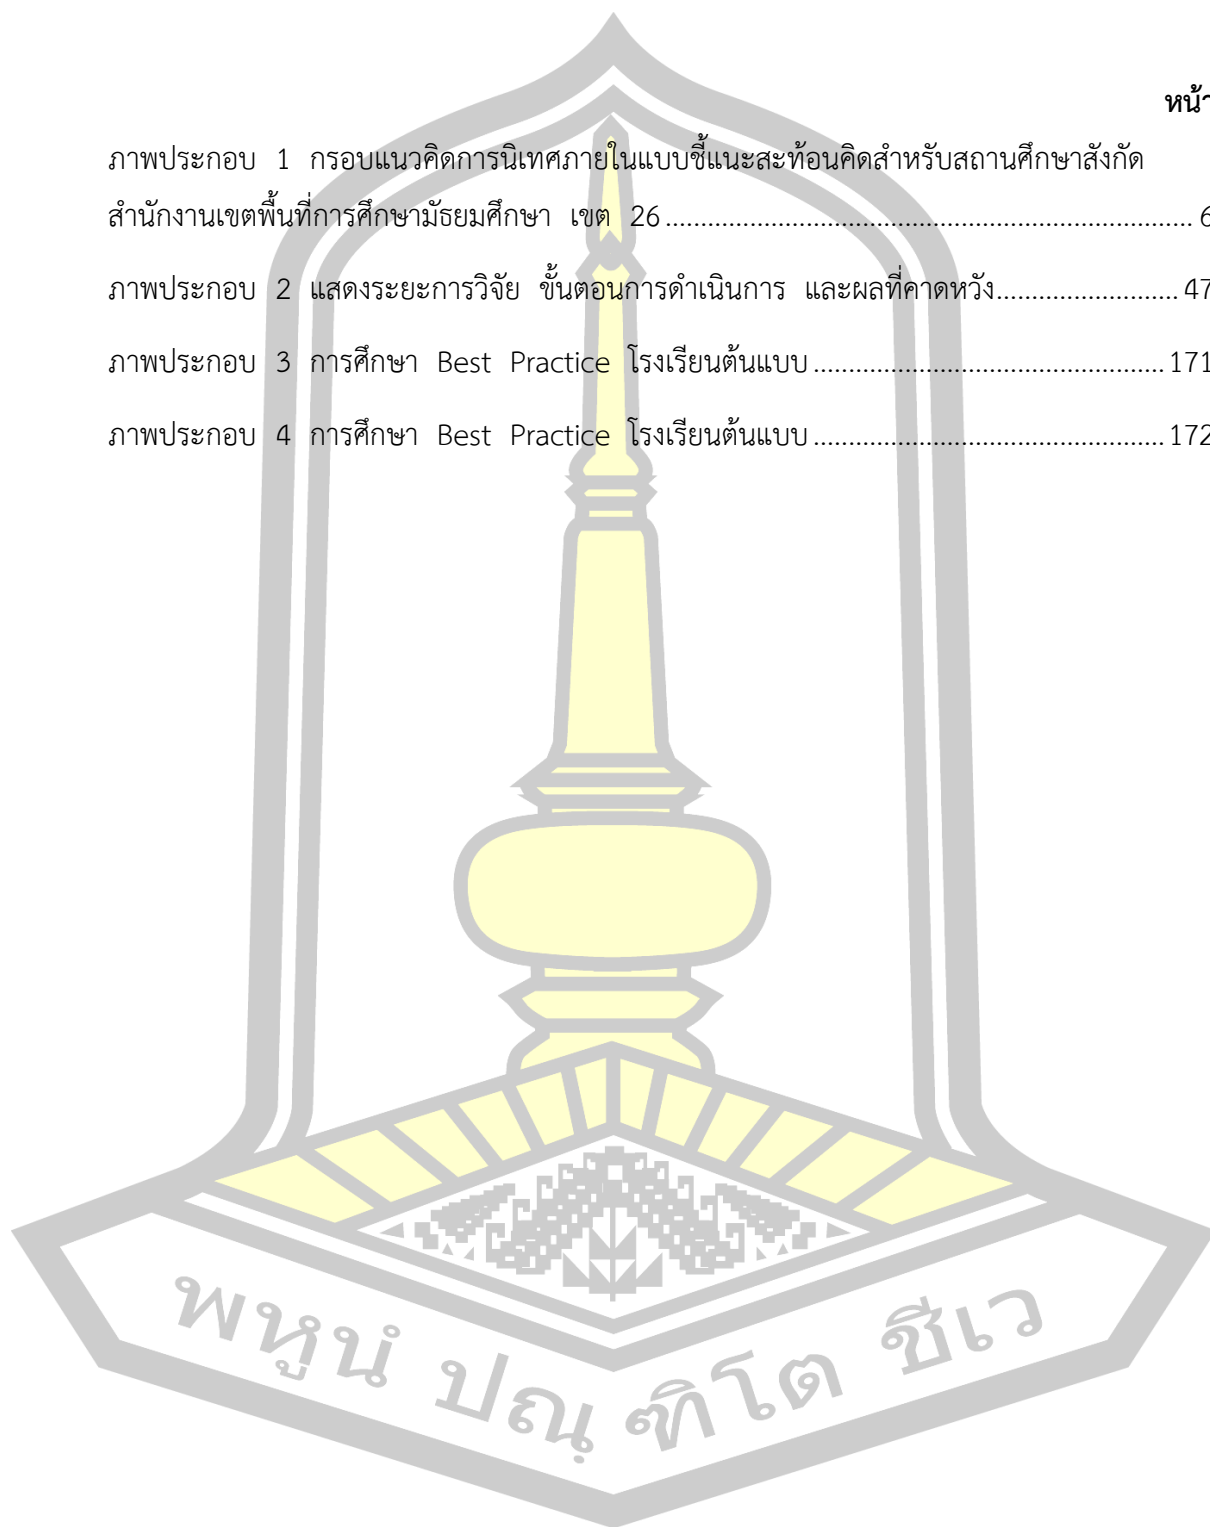 หน้า
ภาพประกอบ 1 กรอบแนวคิดการนิเทศภายในแบบชี้แนะสะท้อนคิดสำหรับสถานศึกษาสังกัด
สำนักงานเขตพื้นที่การศึกษามัธยมศึกษา เขต 26 ........................................................................... 6
ภาพประกอบ 2 แสดงระยะการวิจัย ขั้นตอนการดำเนินการ และผลที่คาดหวัง.......................... 47
ภาพประกอบ 3 การศึกษา Best Practice โรงเรียนต้นแบบ .................................................. 171
ภาพประกอบ 4 การศึกษา Best Practice โรงเรียนต้นแบบ .................................................. 172
พหูนํ ปณฺฑิโต ชีเว